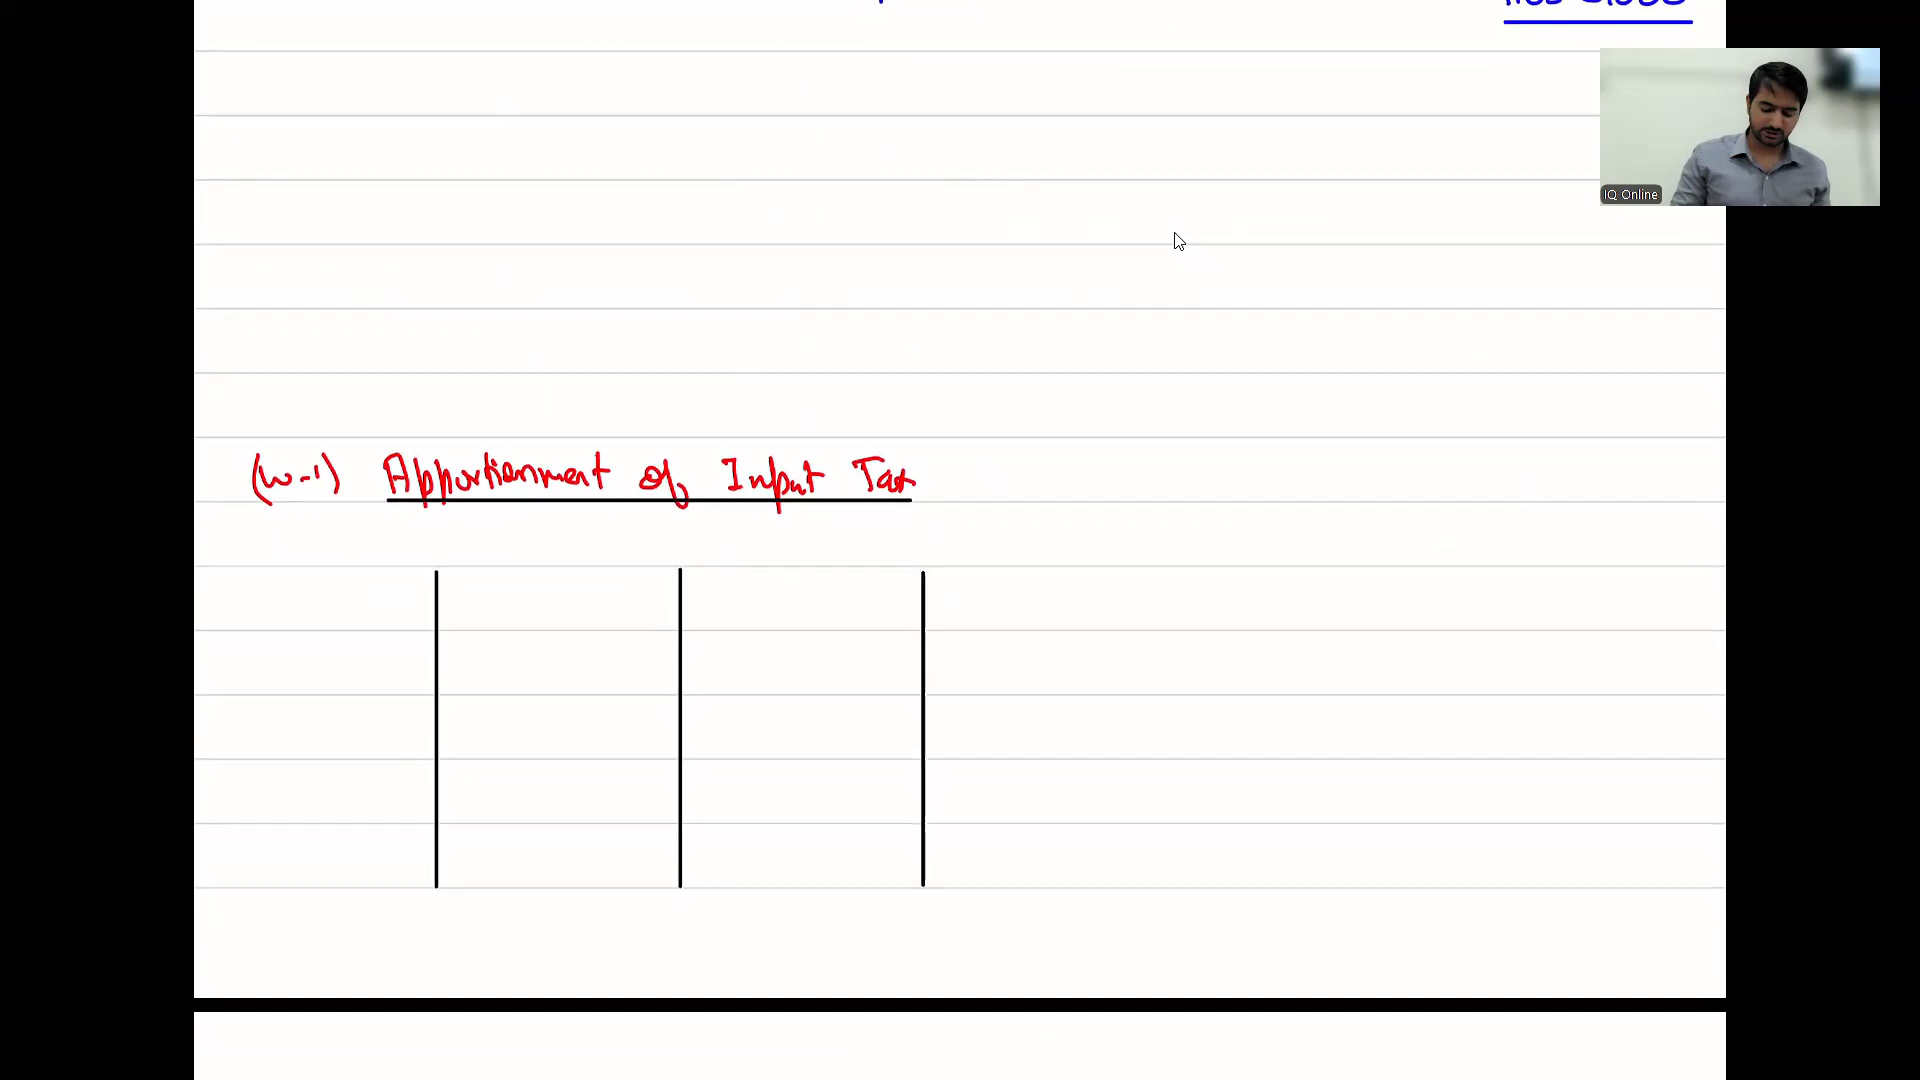 IQ Online
(W-1) Apportionment of Input Tax